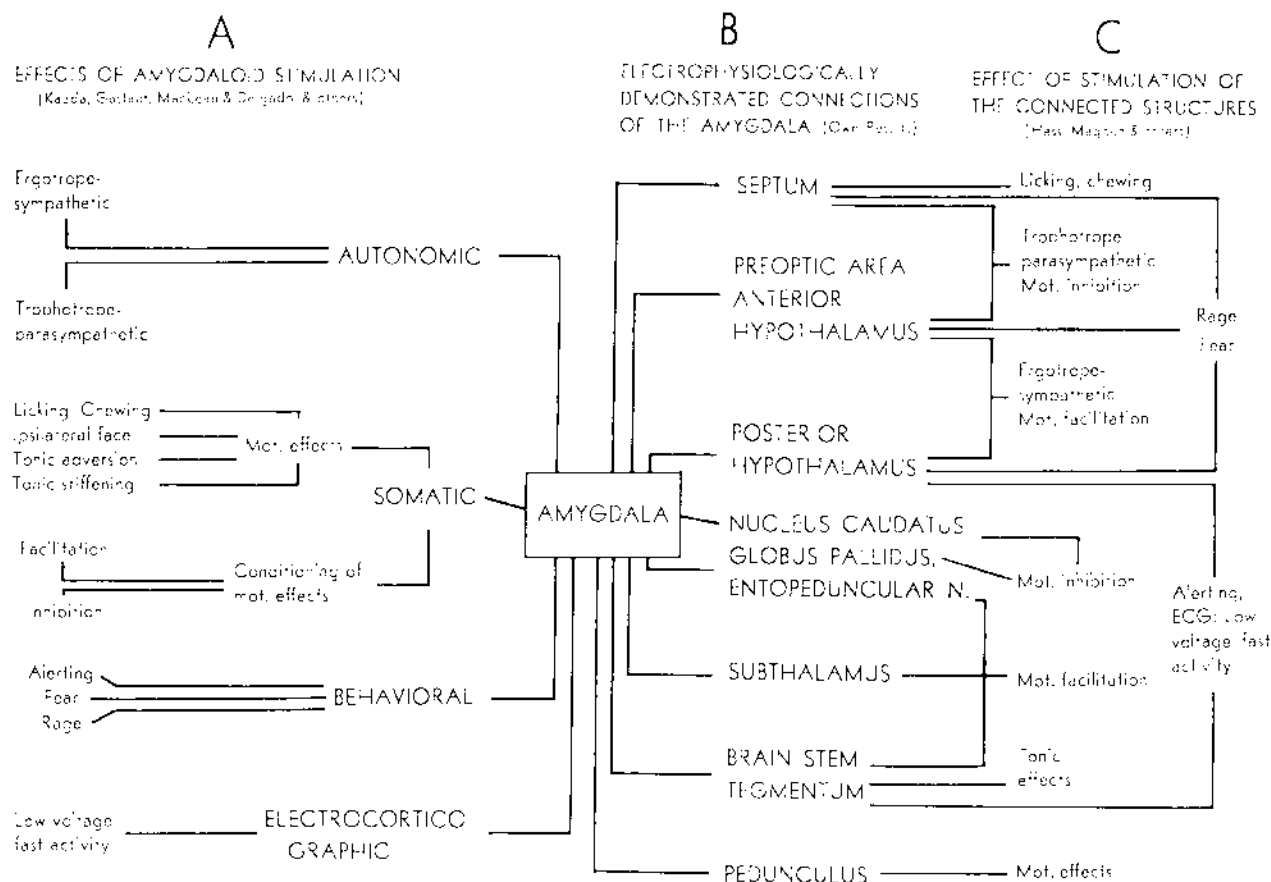 A
EFFECTS OF AMYGDALOID STIMULATION
(Kaada, Gastaut, MacLean & Delgado, & others)
Ergotrope-
sympathetic
AUTONOMIC
Trophotrope-
parasympathetic
Licking, Chewing
Ipsilateral face
Tonic adversion
Tonic stiffening
Mot. effects
SOMATIC
Facilitation
Inhibition
Conditioning of
mot. effects
Alerting
Fear
Rage
BEHAVIORAL
Low voltage
fast activity
ELECTROCORTICO
GRAPHIC
AMYGDALA
B
ELECTROPHYSIOLOGICALLY
DEMONSTRATED CONNECTIONS
OF THE AMYGDALA (Own
SEPTUM
PREOPTIC AREA
ANTERIOR
HYPOTHALAMUS
POSTERIOR
HYPOTHALAMUS
NUCLEUS CAUDATUS
GLOBUS PALLIDUS,
ENTOPEDUNCULAR N.
SUBTHALAMUS
BRAIN STEM
TEGMENTUM
PEDUNCULUS
C
EFFECT OF STIMULATION OF
THE CONNECTED STRUCTURES
(Hess, Magoun & others)
Licking, chewing
Trophotrope
parasympathetic
Mot. inhibition
Rage
Fear
Ergotrope-
sympathetic
Mot. facilitation
Mot. inhibition
Alerting,
ECG: Low
voltage fast
activity
Mot. facilitation
Tonic
effects
Mot. effects